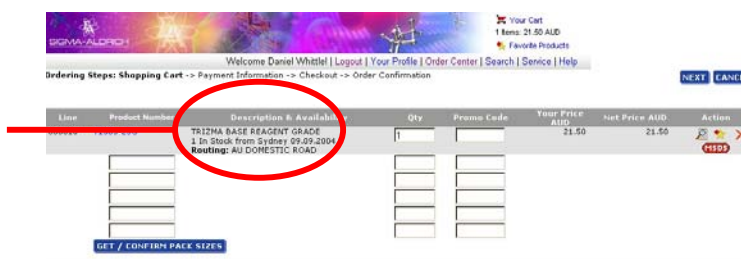 SIGMA-ALDRICH
Your Cart
1 Items: 21.50 AUD
Favorite Products
Welcome Daniel Whittle! | Logout | Your Profile | Order Center | Search | Service | Help
Ordering Steps: Shopping Cart -> Payment Information -> Checkout -> Order Confirmation
NEXT CANC
Line Product Number Description & Availability Qty Promo Code Your Price AUD Net Price AUD Action
TRIZMA BASE REAGENT GRADE 1 21.50 21.50
1 In Stock from Sydney 09.09.2004
Routing: AU DOMESTIC ROAD
MSDS
GET / CONFIRM PACK SIZES